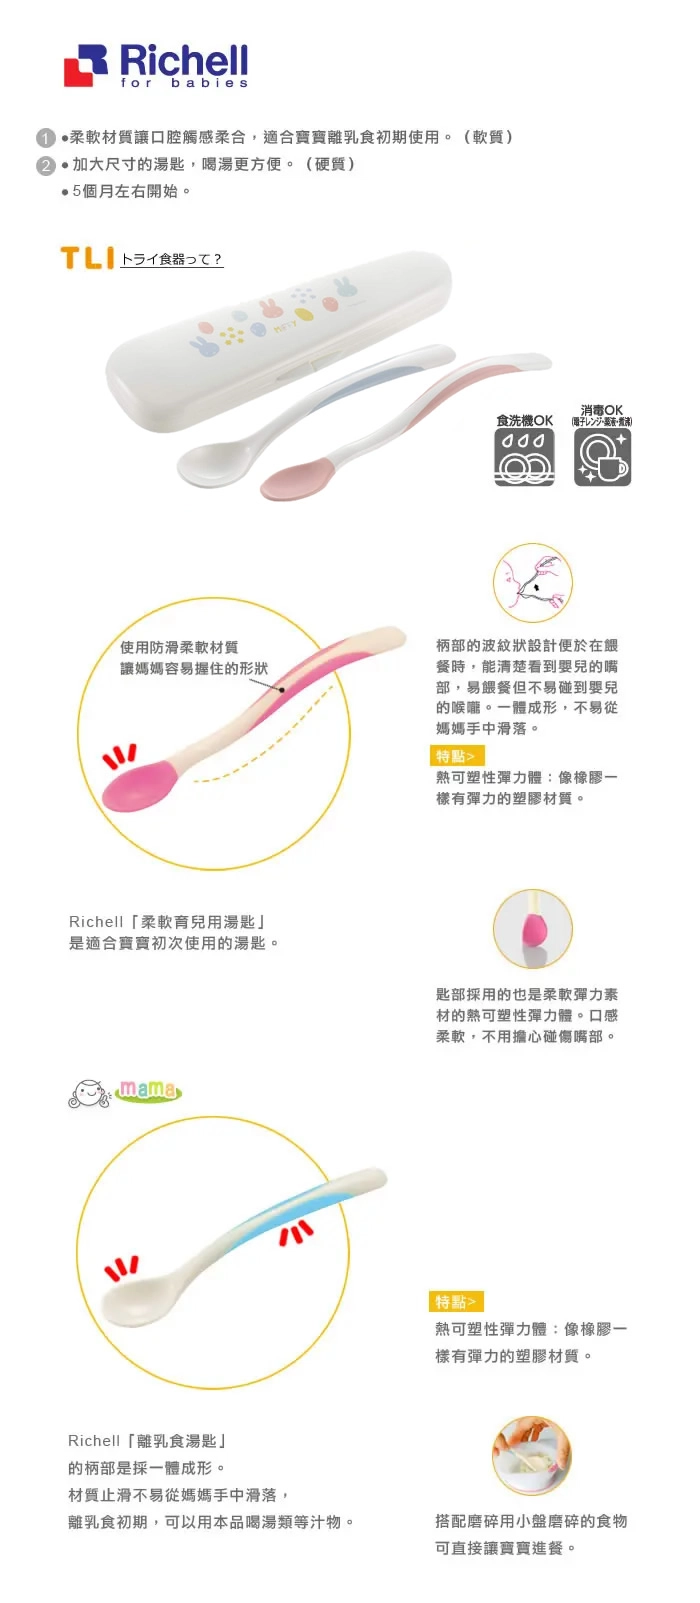 Richell
for babies
1 ●柔軟材質讓口腔觸感柔合，適合寶寶離乳食初期使用。（軟質）
2 ●加大尺寸的湯匙，喝湯更方便。（硬質）
●5個月左右開始。
TLI トライ食器って？
食洗機OK
消毒OK
(電子レンジ・薬液・煮沸)
使用防滑柔軟材質
讓媽媽容易握住的形狀
柄部的波紋狀設計便於在餵
餐時，能清楚看到嬰兒的嘴
部，易餵餐但不易碰到嬰兒
的喉嚨。一體成形，不易從
媽媽手中滑落。
特點>
熱可塑性彈力體：像橡膠一
樣有彈力的塑膠材質。
Richell「柔軟育兒用湯匙」
是適合寶寶初次使用的湯匙。
匙部採用的也是柔軟彈力素
材的熱可塑性彈力體。口感
柔軟，不用擔心碰傷嘴部。
mama
特點>
熱可塑性彈力體：像橡膠一
樣有彈力的塑膠材質。
Richell「離乳食湯匙」
的柄部是採一體成形。
材質止滑不易從媽媽手中滑落，
離乳食初期，可以用本品喝湯類等汁物。
搭配磨碎用小盤磨碎的食物
可直接讓寶寶進餐。